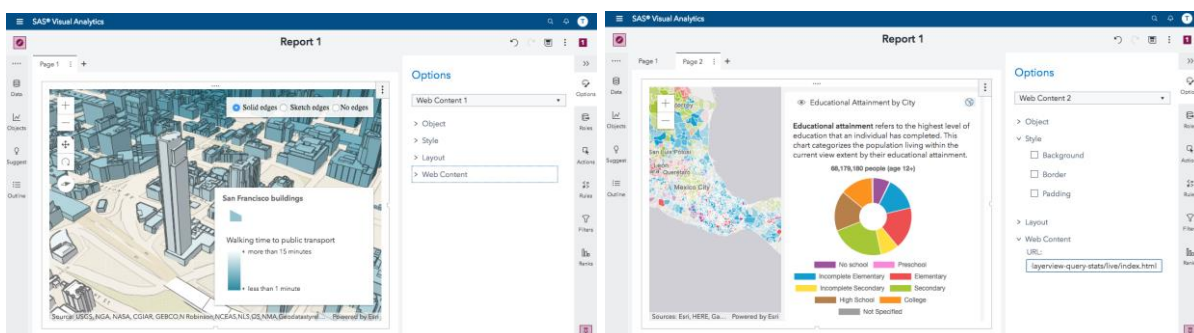 SAS® Visual Analytics
T
Report 1
1
Page 1
Data
Objects
Suggest
Outline
Solid edges Sketch edges No edges
San Francisco buildings
Walking time to public transport
more than 15 minutes
less than 1 minute
Powered by Esri
Options
Web Content 1
Object
Style
Layout
Web Content
Options
Roles
Actions
Rules
Filters
Ranks
SAS® Visual Analytics
T
Report 1
1
Page 1 Page 2
Data
Objects
Suggest
Outline
Mexico City
Sources: Esri, HERE, Ga... Powered by Esri
Educational Attainment by City
Educational attainment refers to the highest level of
education that an individual has completed. This
chart categorizes the population living within the
current view extent by their educational attainment.
68,179,180 people (age 12+)
No school Preschool
Incomplete Elementary Elementary
Incomplete Secondary Secondary
High School College
Not Specified
Options
Web Content 2
Object
Style
Background
Border
Padding
Layout
Web Content
URL:
layerview-query-stats/live/index.html